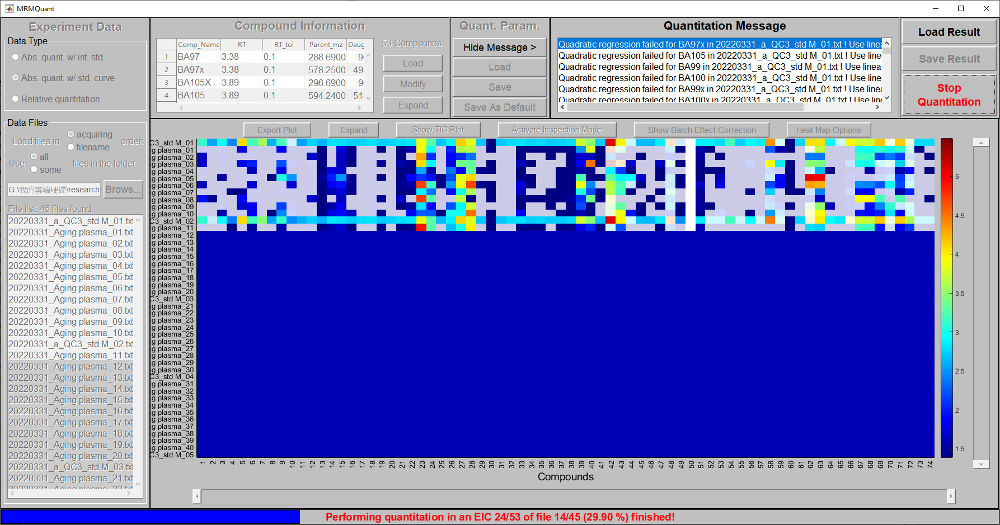 MRMQuant
Experiment Data
Data Type
Abs. quant. w/ int. std.
Abs. quant. w/ std. curve
Relative quantitation
Data Files
Load files in
acquiring
filename
order.
Use
all
some
files in the folder.
G:\我的雲端硬碟\research
Browse...
File list: 45 files found.
20220331_a_QC3_std M_01.txt
20220331_Aging plasma_01.txt
20220331_Aging plasma_02.txt
20220331_Aging plasma_03.txt
20220331_Aging plasma_04.txt
20220331_Aging plasma_05.txt
20220331_Aging plasma_06.txt
20220331_Aging plasma_07.txt
20220331_Aging plasma_08.txt
20220331_Aging plasma_09.txt
20220331_Aging plasma_10.txt
20220331_a_QC3_std M_02.txt
20220331_Aging plasma_11.txt
20220331_Aging plasma_12.txt
20220331_Aging plasma_13.txt
20220331_Aging plasma_14.txt
20220331_Aging plasma_15.txt
20220331_Aging plasma_16.txt
20220331_Aging plasma_17.txt
20220331_Aging plasma_18.txt
20220331_Aging plasma_19.txt
20220331_Aging plasma_20.txt
20220331_a_QC3_std M_03.txt
20220331_Aging plasma_21.txt
Compound Information
Comp_Name RT RT_tol Parent_mz Daug
1 BA97 3.38 0.1 288.6900 9
2 BA97x 3.38 0.1 578.2500 49
3 BA105X 3.89 0.1 296.6900 9
4 BA105 3.89 0.1 594.2400 51
53 Compounds
Load
Modify
Expand
Quant. Param.
Hide Message >
Load
Save
Save As Default
Quantitation Message
Quadratic regression failed for BA97x in 20220331_a_QC3_std M_01.txt ! Use linea
Quadratic regression failed for BA105 in 20220331_a_QC3_std M_01.txt ! Use linea
Quadratic regression failed for BA99 in 20220331_a_QC3_std M_01.txt ! Use linea
Quadratic regression failed for BA100 in 20220331_a_QC3_std M_01.txt ! Use linea
Quadratic regression failed for BA99x in 20220331_a_QC3_std M_01.txt ! Use linea
Quadratic regression failed for BA100x in 20220331_a_QC3_std M_01.txt ! Use linea
Load Result
Save Result
Stop
Quantitation
Export Plot
Expand
Show TIC Plot
Activate Inspection Mode
Show Batch Effect Correction
Heat Map Options
C3_std M_01
g plasma_01
g plasma_02
g plasma_03
g plasma_04
g plasma_05
g plasma_06
g plasma_07
g plasma_08
g plasma_09
g plasma_10
C3_std M_02
g plasma_11
g plasma_12
g plasma_13
g plasma_14
g plasma_15
g plasma_16
g plasma_17
g plasma_18
g plasma_19
g plasma_20
C3_std M_03
g plasma_21
g plasma_22
g plasma_23
g plasma_24
g plasma_25
g plasma_26
g plasma_27
g plasma_28
g plasma_29
g plasma_30
C3_std M_04
g plasma_31
g plasma_32
g plasma_33
g plasma_34
g plasma_35
g plasma_36
g plasma_37
g plasma_38
g plasma_39
g plasma_40
C3_std M_05
1 2 3 4 5 6 7 8 9 10 11 12 13 14 15 16 17 18 19 20 21 22 23 24 25 26 27 28 29 30 31 32 33 34 35 36 37 38 39 40 41 42 43 44 45 46 47 48 49 50 51 52 53 54 55 56 57 58 59 60 61 62 63 64 65 66 67 68 69 70 71 72 73 74
Compounds
5
4.5
4
3.5
3
2.5
2
1.5
Performing quantitation in an EIC 24/53 of file 14/45 (29.90 %) finished!